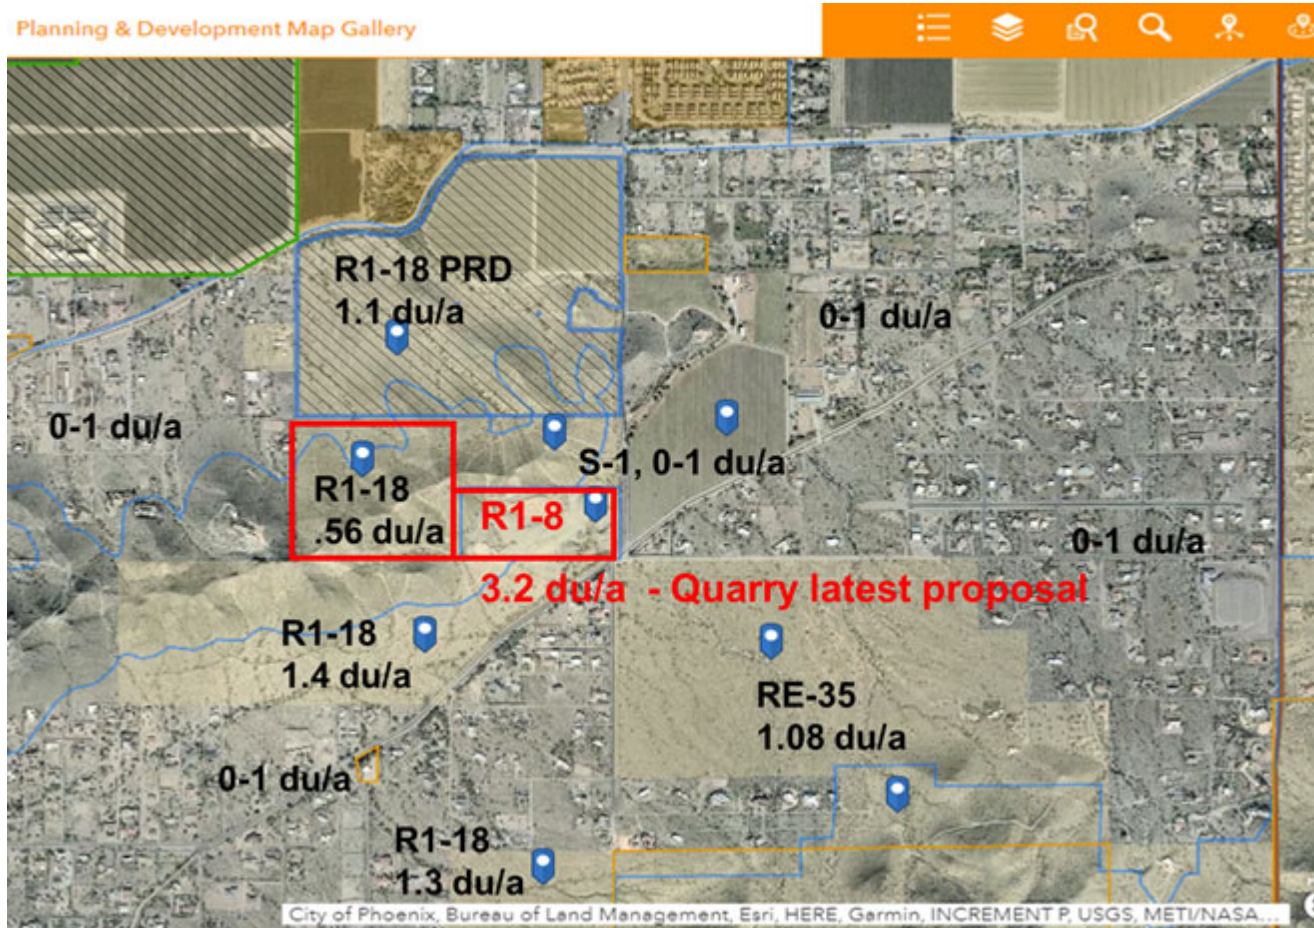 Planning & Development Map Gallery
R1-18 PRD
1.1 du/a
0-1 du/a
0-1 du/a
S-1, 0-1 du/a
R1-18
.56 du/a
R1-8
0-1 du/a
3.2 du/a - Quarry latest proposal
R1-18
1.4 du/a
RE-35
1.08 du/a
0-1 du/a
R1-18
1.3 du/a
City of Phoenix, Bureau of Land Management, Esri, HERE, Garmin, INCREMENT P, USGS, METI/NASA...